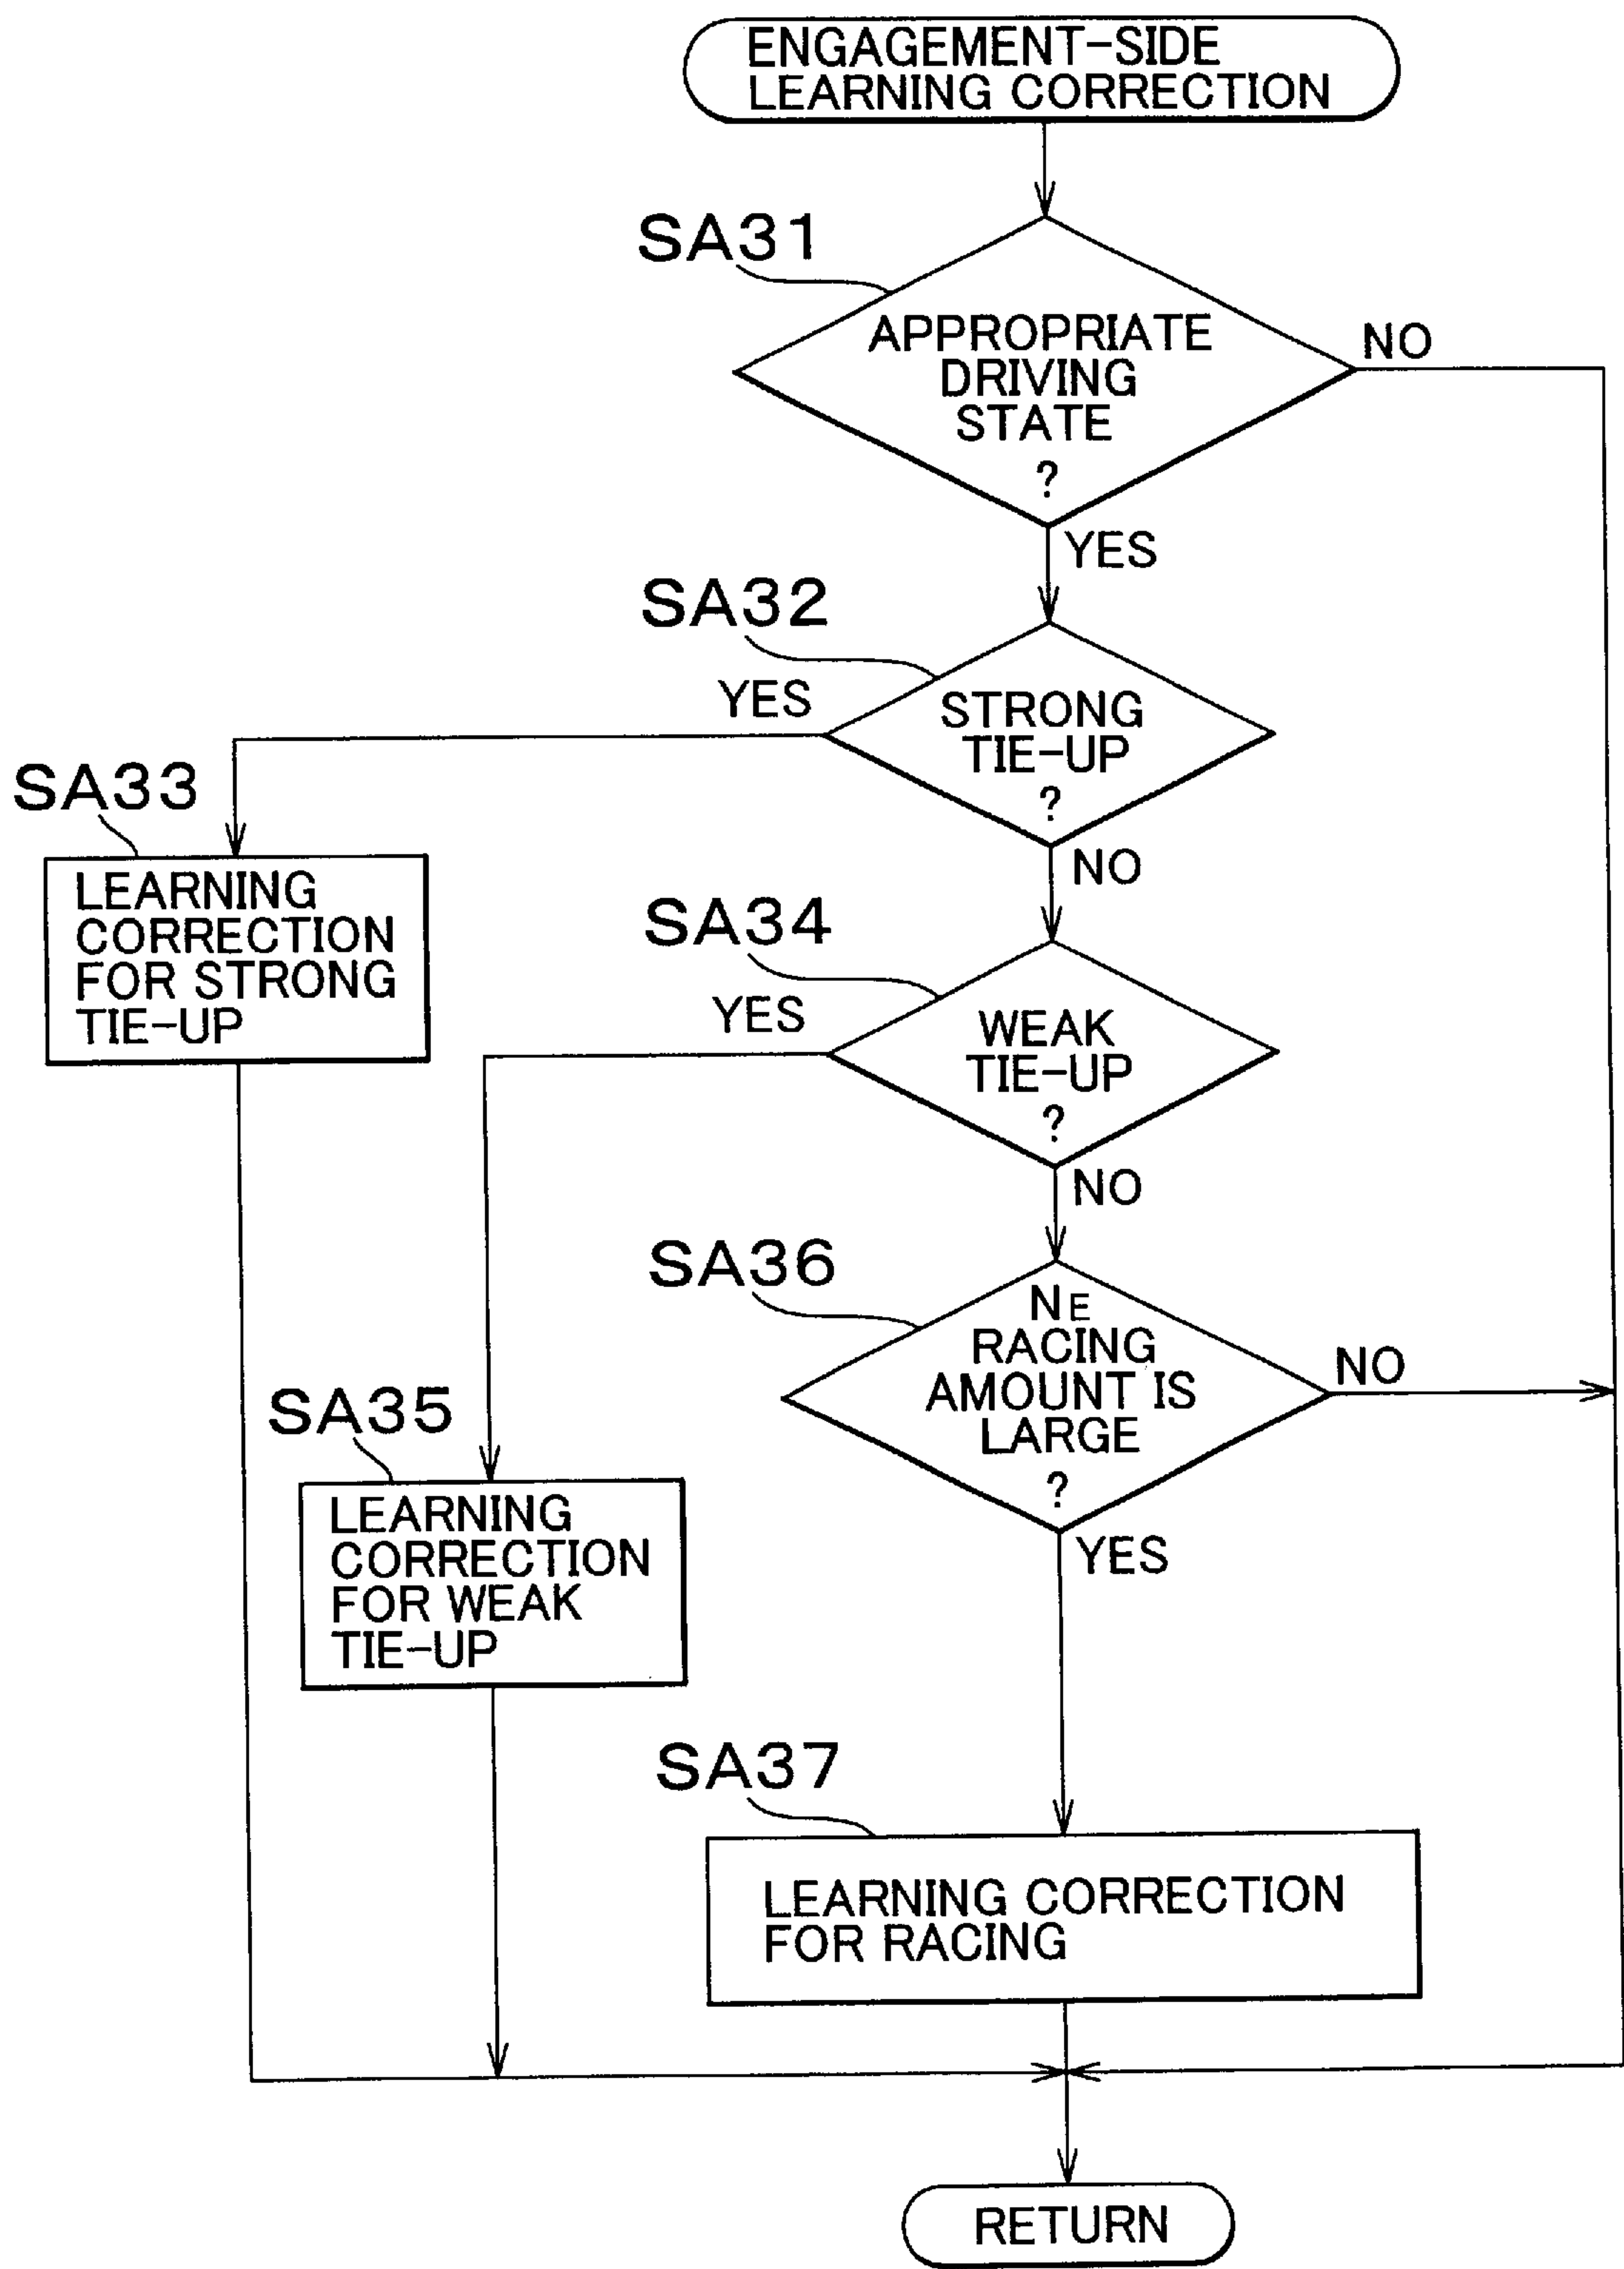 ENGAGEMENT-SIDE
LEARNING CORRECTION
SA31
APPROPRIATE
DRIVING
STATE
?
NO
YES
SA32
YES
STRONG
TIE-UP
?
NO
SA33
LEARNING
CORRECTION
FOR STRONG
TIE-UP
SA34
YES
WEAK
TIE-UP
?
NO
SA36
NE
RACING
AMOUNT IS
LARGE
?
NO
YES
SA35
LEARNING
CORRECTION
FOR WEAK
TIE-UP
SA37
LEARNING CORRECTION
FOR RACING
RETURN